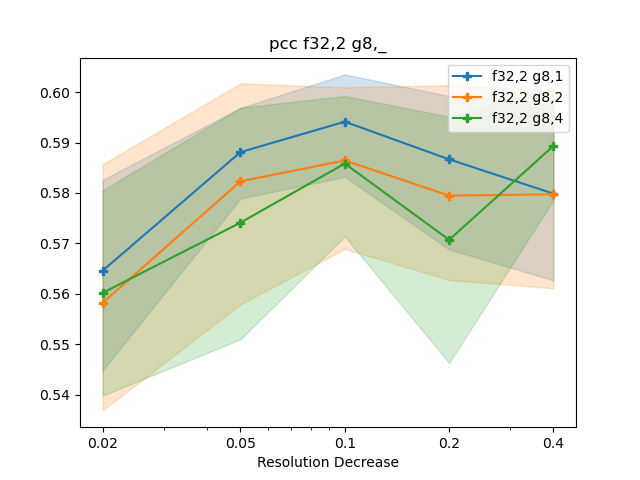 pcc f32,2 g8,_
f32,2 g8,1
f32,2 g8,2
f32,2 g8,4
0.60
0.59
0.58
0.57
0.56
0.55
0.54
0.02 0.05 0.1 0.2 0.4
Resolution Decrease